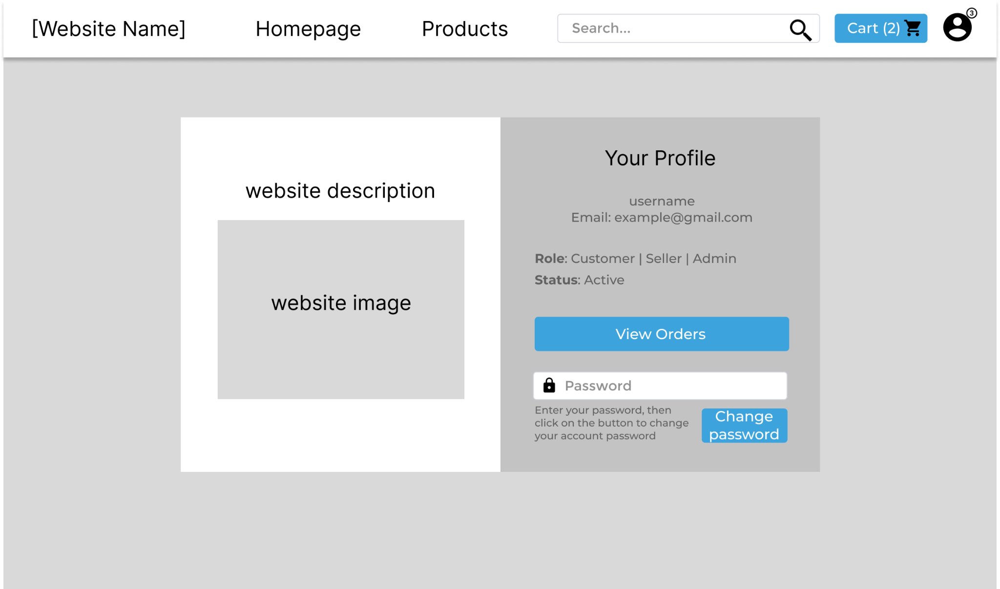 [Website Name]
Homepage
Products
Search...
Cart (2)
3
website description
website image
Your Profile
username
Email: example@gmail.com
Role: Customer | Seller | Admin
Status: Active
View Orders
Password
Enter your password, then
click on the button to change
your account password
Change
password